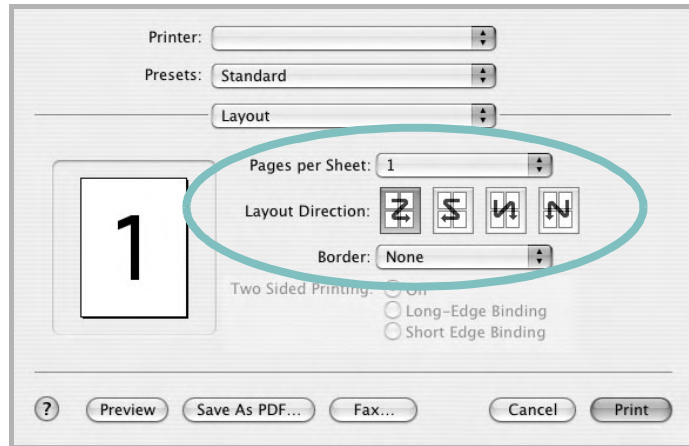 Printer:
Presets: Standard
Layout
Pages per Sheet: 1
Layout Direction:
Border: None
1
Two Sided Printing: Off
Long-Edge Binding
Short Edge Binding
? Preview Save As PDF... Fax... Cancel Print